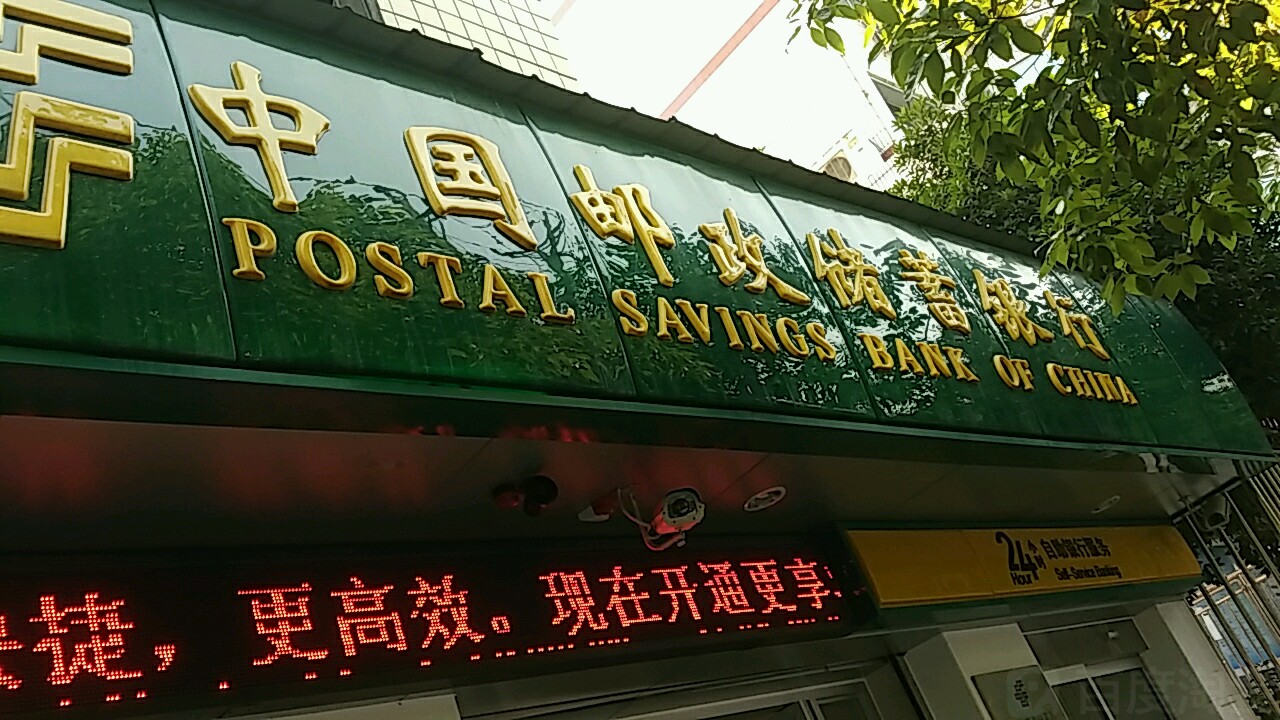 中国邮政储蓄银行
POSTAL SAVINGS BANK OF CHINA
24小时自助银行服务
Hour Self-Service Banking
捷，更高效。现在开通更享